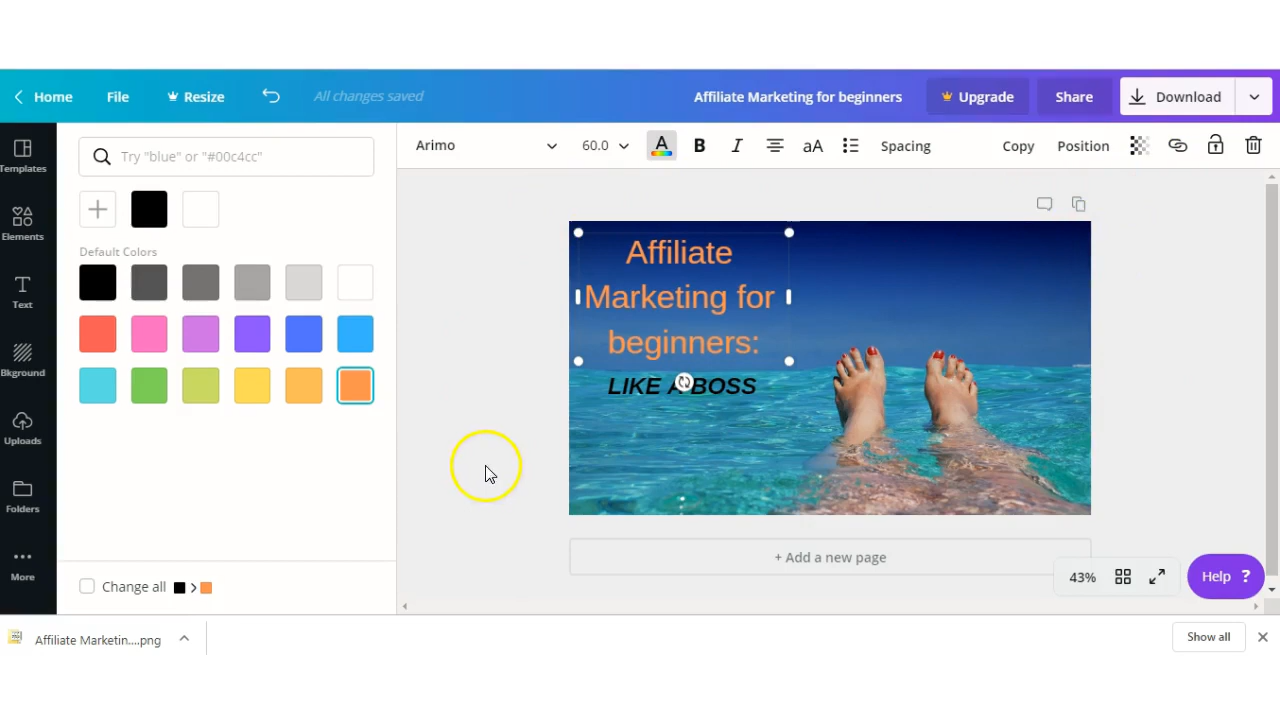 Home File Resize All changes saved Affiliate Marketing for beginners Upgrade Share Download
Templates
Elements
Text
Bkground
Uploads
Folders
More
Try "blue" or "#00c4cc"
Default Colors
Change all
Arimo 60.0 A B I aA Spacing Copy Position
Affiliate
Marketing for
beginners:
LIKE A BOSS
+ Add a new page
43%
Help ?
Affiliate Marketin....png
Show all